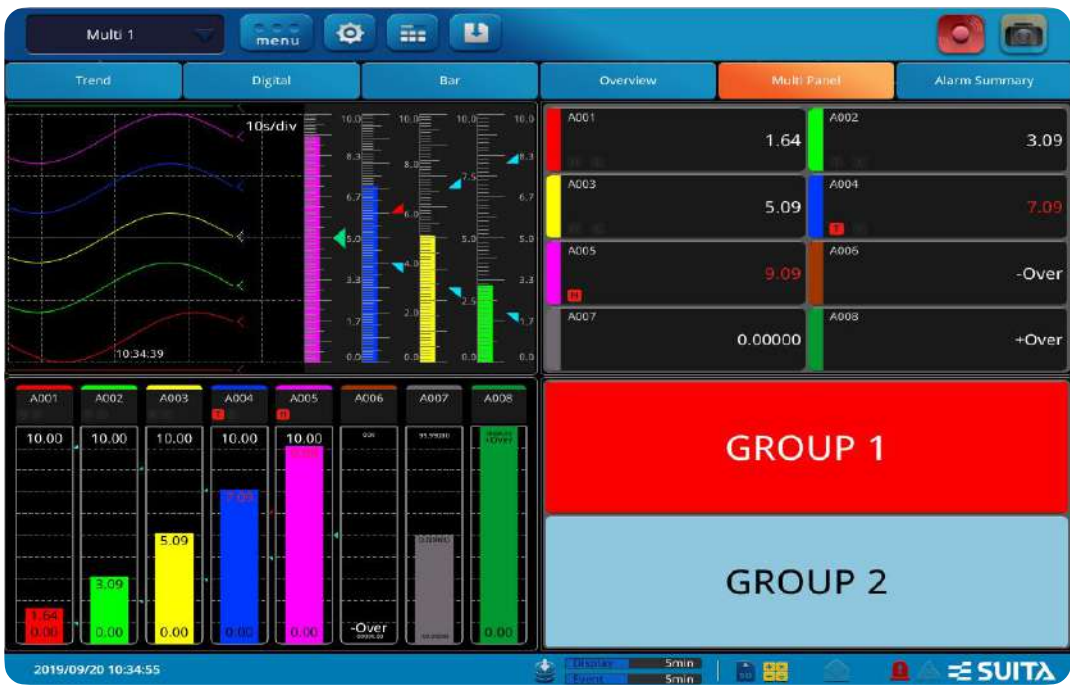 Multi 1
menu
Trend Digital Bar Overview Multi Panel Alarm Summary
10s/div
10:34:39
10.0 10.0 10.0 10.0
8.3 8.0 7.5 8.3
6.7 6.0 6.7
5.0 5.0 5.0
3.3 4.0 2.5 3.3
1.7 2.0 1.7
0.0 0.0 0.0 0.0
A001 1.64
A002 3.09
A003 5.09
A004 7.09
T
A005 9.09
H
A006 -Over
A007 0.00000
A008 +Over
A001 A002 A003 A004 A005 A006 A007 A008
T H
10.00 10.00 10.00 10.00 10.00
+Over
7.09
5.09
3.09
1.64
0.00 0.00 0.00 0.00 0.00 -Over 0.00
GROUP 1
GROUP 2
2019/09/20 10:34:55
Display 5min
Event 5min
SD
SUITA